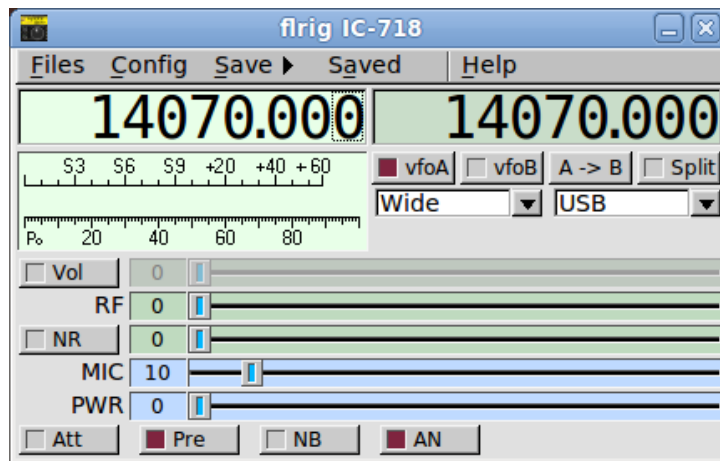 flrig IC-718
Files Config Save Saved Help
14070.000 14070.000
S3 S6 S9 +20 +40 +60
vfoA vfoB A -> B Split
Wide USB
Po 20 40 60 80
Vol 0
RF 0
NR 0
MIC 10
PWR 0
Att Pre NB AN